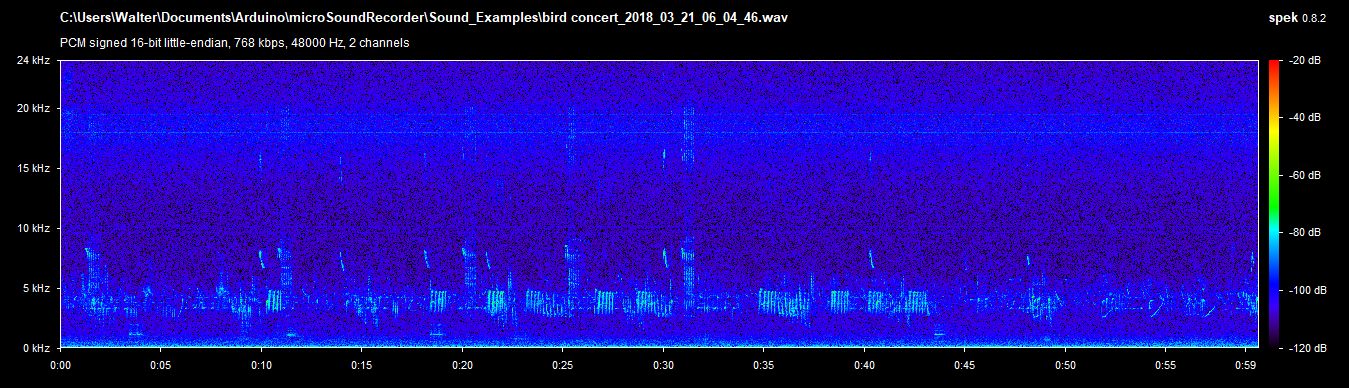 C:\Users\Walter\Documents\Arduino\microSoundRecorder\Sound_Examples\bird concert_2018_03_21_06_04_46.wav
spek 0.8.2
PCM signed 16-bit little-endian, 768 kbps, 48000 Hz, 2 channels
24 kHz
20 kHz
15 kHz
10 kHz
5 kHz
0 kHz
-20 dB
-40 dB
-60 dB
-80 dB
-100 dB
-120 dB
0:00 0:05 0:10 0:15 0:20 0:25 0:30 0:35 0:40 0:45 0:50 0:55 0:59